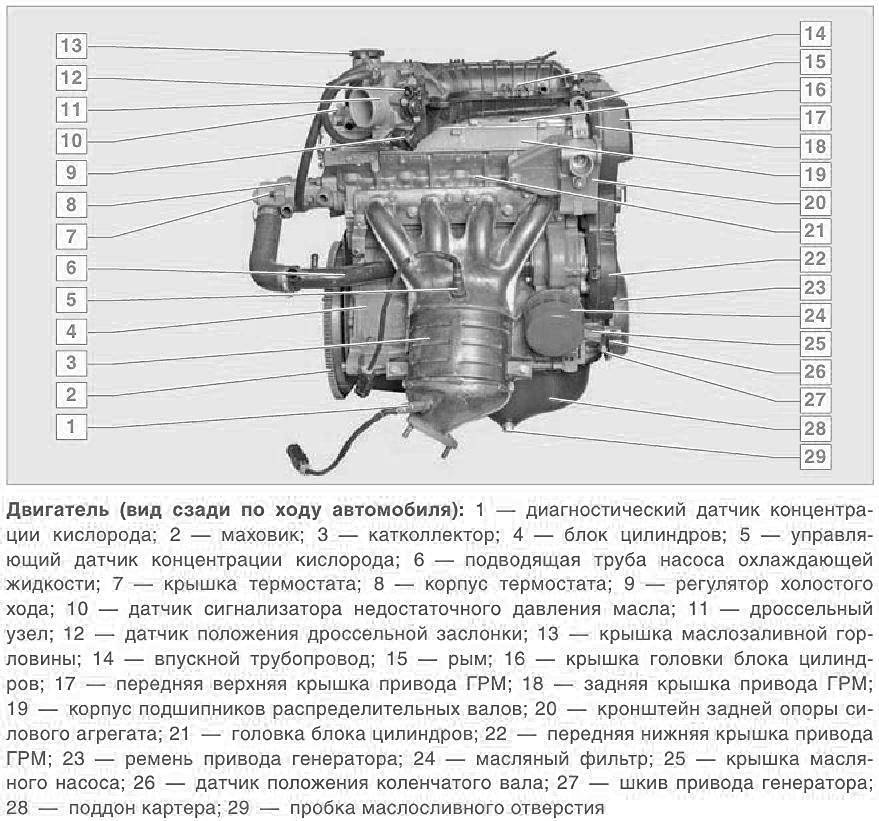 13
12
11
10
9
8
7
6
5
4
3
2
1
14
15
16
17
18
19
20
21
22
23
24
25
26
27
28
29
Двигатель (вид сзади по ходу автомобиля): 1 — диагностический датчик концентра-
ции кислорода; 2 — маховик; 3 — катколлектор; 4 — блок цилиндров; 5 — управля-
ющий датчик концентрации кислорода; 6 — подводящая труба насоса охлаждающей
жидкости; 7 — крышка термостата; 8 — корпус термостата; 9 — регулятор холостого
хода; 10 — датчик сигнализатора недостаточного давления масла; 11 — дроссельный
узел; 12 — датчик положения дроссельной заслонки; 13 — крышка маслозаливной гор-
ловины; 14 — впускной трубопровод; 15 — рым; 16 — крышка головки блока цилинд-
ров; 17 — передняя верхняя крышка привода ГРМ; 18 — задняя крышка привода ГРМ;
19 — корпус подшипников распределительных валов; 20 — кронштейн задней опоры си-
лового агрегата; 21 — головка блока цилиндров; 22 — передняя нижняя крышка привода
ГРМ; 23 — ремень привода генератора; 24 — масляный фильтр; 25 — крышка масля-
ного насоса; 26 — датчик положения коленчатого вала; 27 — шкив привода генератора;
28 — поддон картера; 29 — пробка маслосливного отверстия